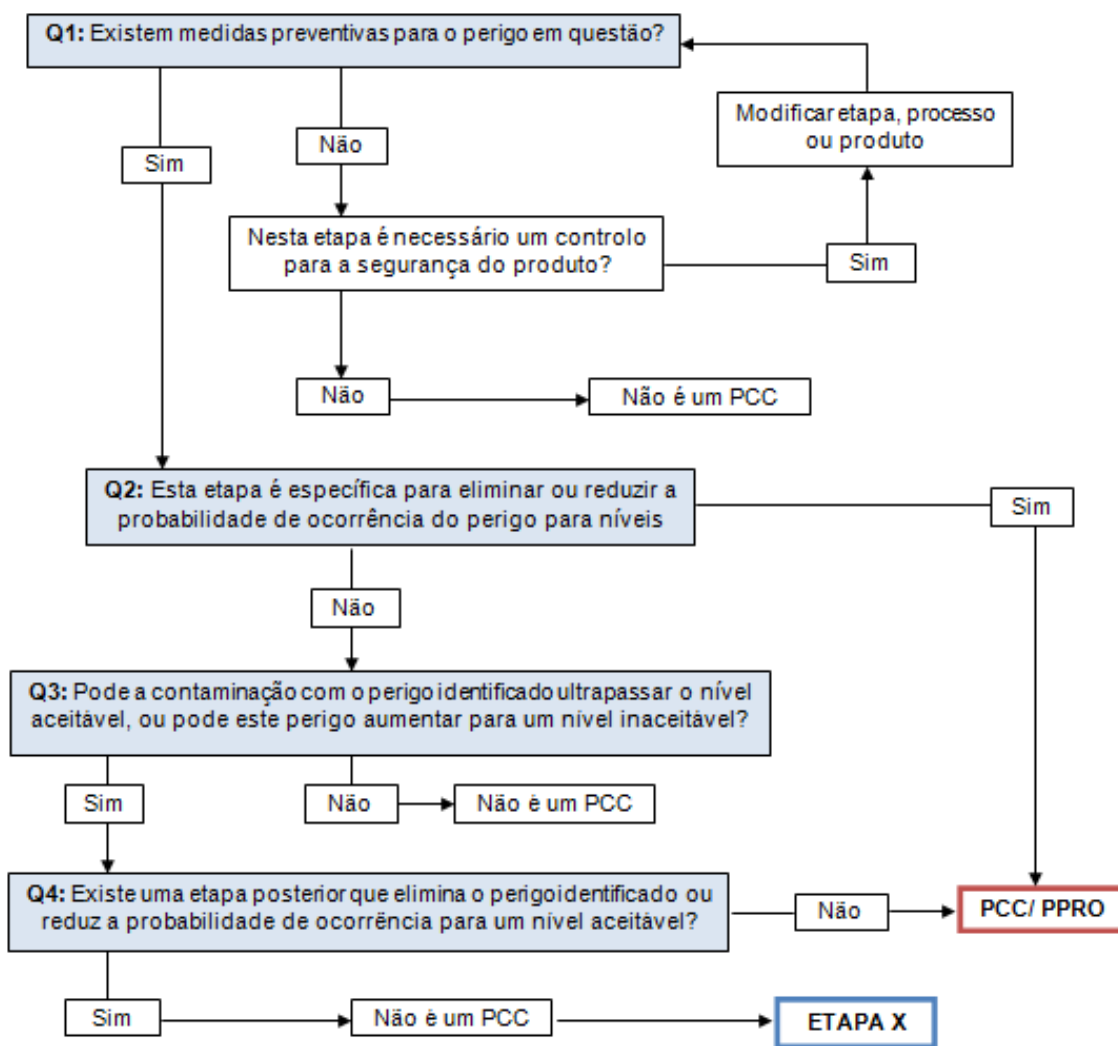 Q1: Existem medidas preventivas para o perigo em questão?
Modificar etapa, processo
ou produto
Não
Sim
Nesta etapa é necessário um controlo
para a segurança do produto?
Sim
Não
Não é um PCC
Q2: Esta etapa é específica para eliminar ou reduzir a
probabilidade de ocorrência do perigo para níveis
Sim
Não
Q3: Pode a contaminação com o perigo identificado ultrapassar o nível
aceitável, ou pode este perigo aumentar para um nível inaceitável?
Sim
Não
Não é um PCC
Q4: Existe uma etapa posterior que elimina o perigo identificado ou
reduz a probabilidade de ocorrência para um nível aceitável?
Não
PCC/ PPRO
Sim
Não é um PCC
ETAPA X